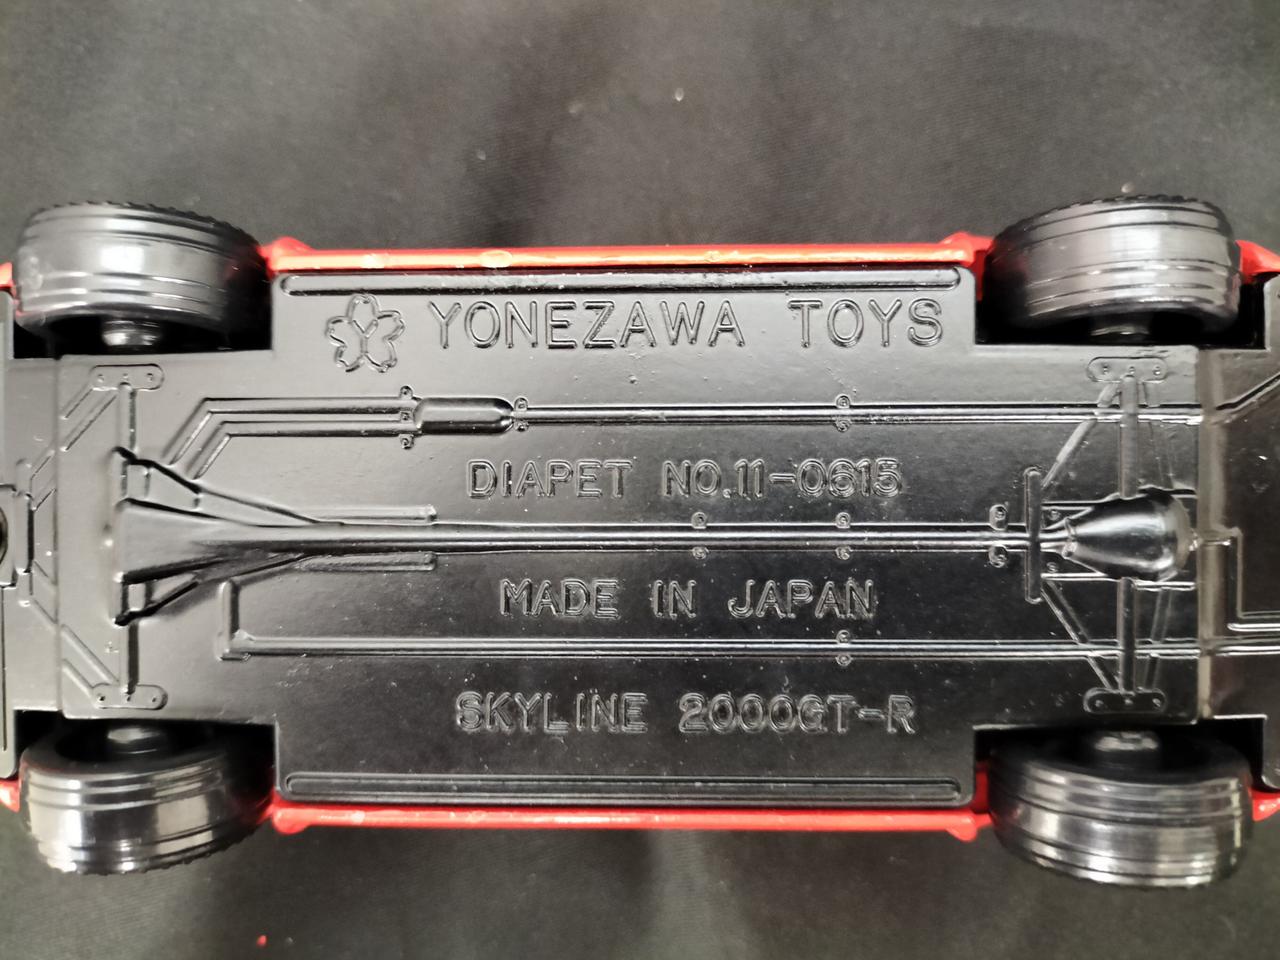 YONEZAWA TOYS
DIAPET NO.11-0615
MADE IN JAPAN
SKYLINE 2000GT-R